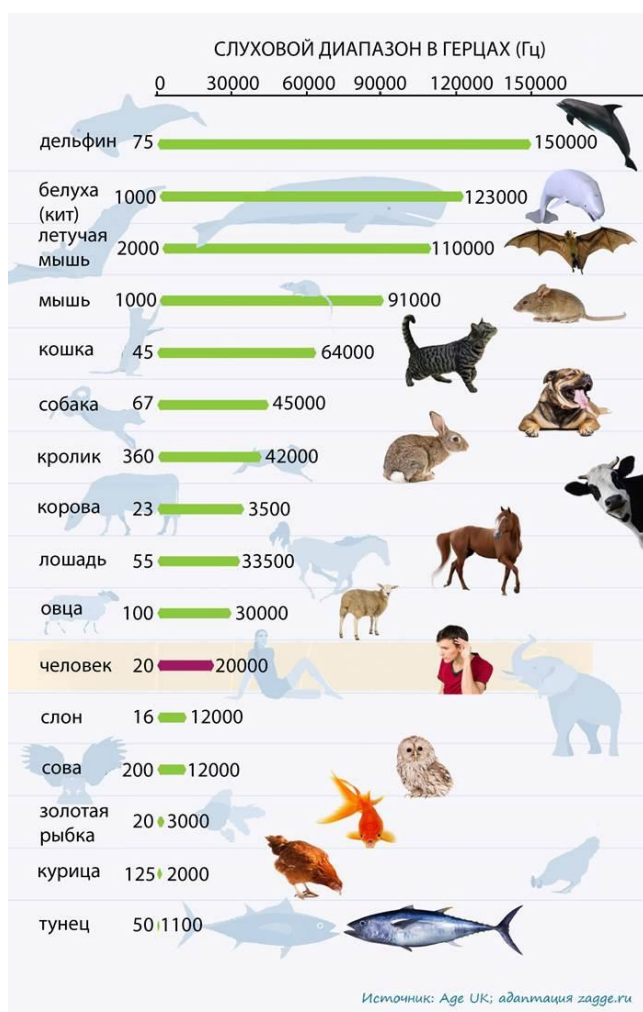 СЛУХОВОЙ ДИАПАЗОН В ГЕРЦАХ (Гц)
0 30000 60000 90000 120000 150000
дельфин 75 150000
белуха
(кит) 1000 123000
летучая
мышь 2000 110000
мышь 1000 91000
кошка 45 64000
собака 67 45000
кролик 360 42000
корова 23 3500
лошадь 55 33500
овца 100 30000
человек 20 20000
слон 16 12000
сова 200 12000
золотая
рыбка 20 3000
курица 125 2000
тунец 50 1100
Источник: Age UK; адаптация zagge.ru